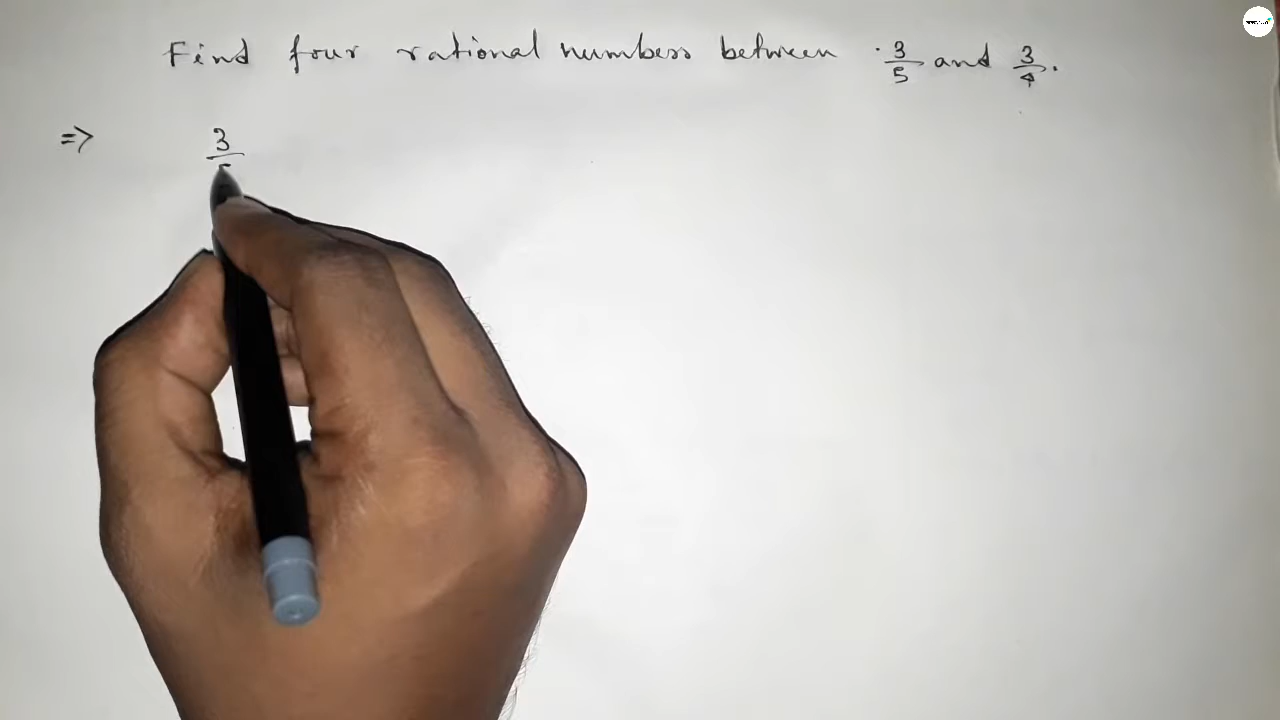 Find four rational numbers between 3/5 and 3/4.
=> 3/